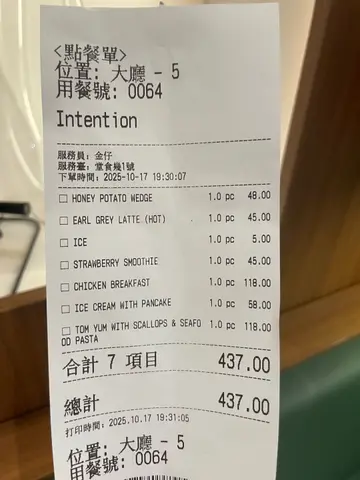 <點餐單>
位置: 大廳 - 5
用餐號: 0064
Intention
服務員: 金仔
服務臺: 堂食幾1號
下單時間: 2025-10-17 19:30:07
□ HONEY POTATO WEDGE 1.0 pc 48.00
□ EARL GREY LATTE (HOT) 1.0 pc 45.00
□ ICE 1.0 pc 5.00
□ STRAWBERRY SMOOTHIE 1.0 pc 45.00
□ CHICKEN BREAKFAST 1.0 pc 118.00
□ ICE CREAM WITH PANCAKE 1.0 pc 58.00
□ TOM YUM WITH SCALLOPS & SEAFO 1.0 pc 118.00
OD PASTA
合計 7 項目 437.00
總計 437.00
打印時間: 2025.10.17 19:31:05
位置: 大廳 - 5
用餐號: 0064